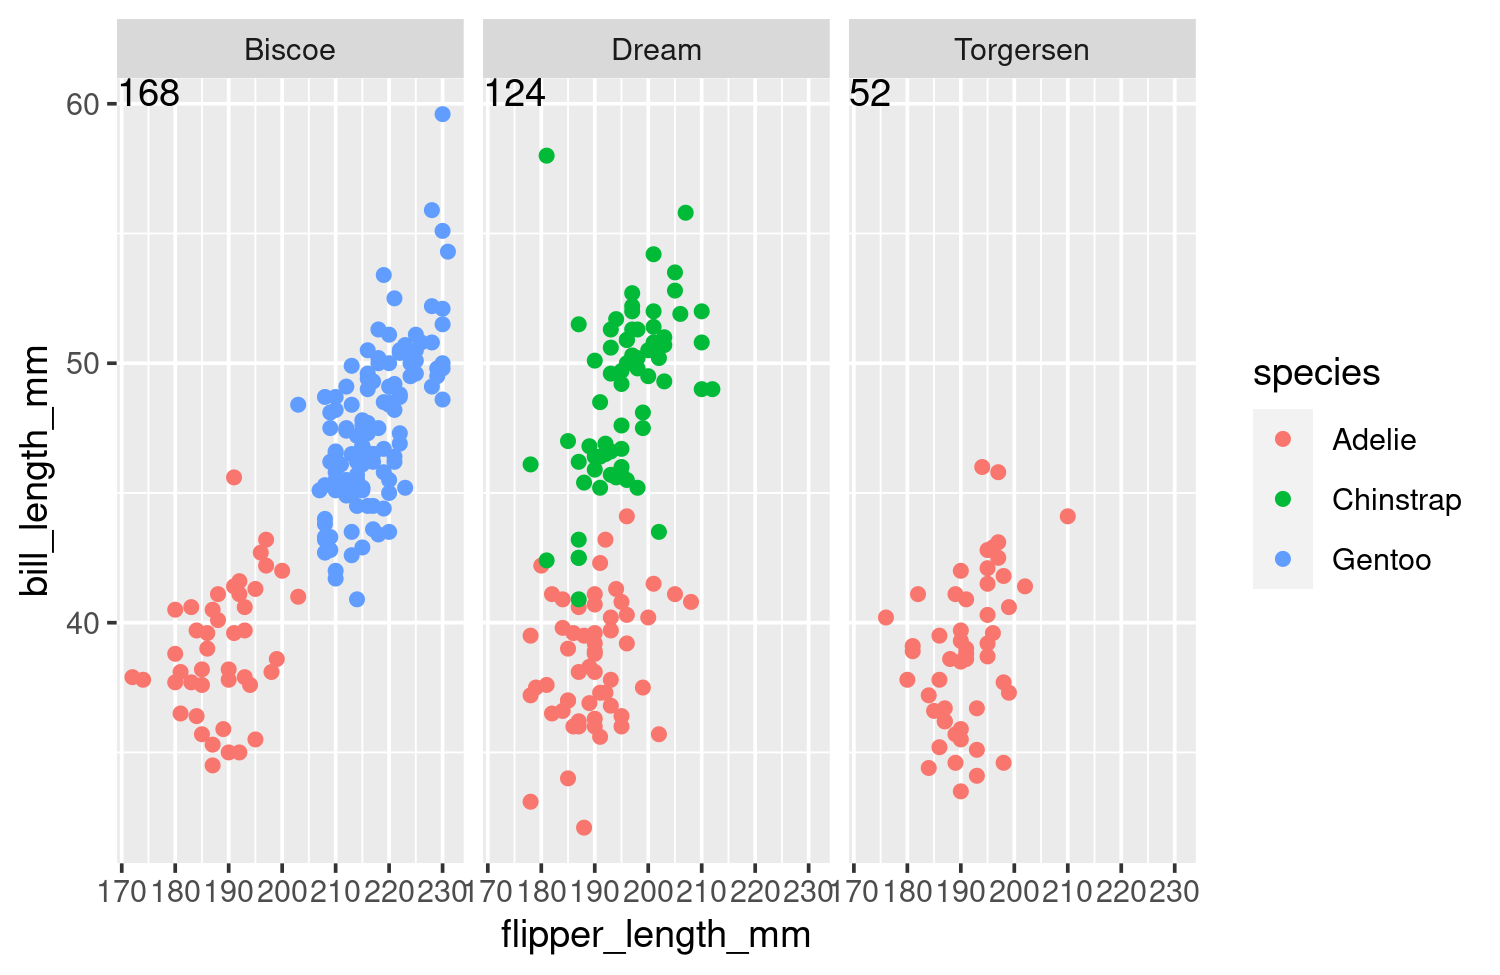 Biscoe Dream Torgersen
168 124 52
60
50
40
170 180 190 200 210 220 230 170 180 190 200 210 220 230 170 180 190 200 210 220 230
flipper_length_mm
bill_length_mm
species
Adelie
Chinstrap
Gentoo